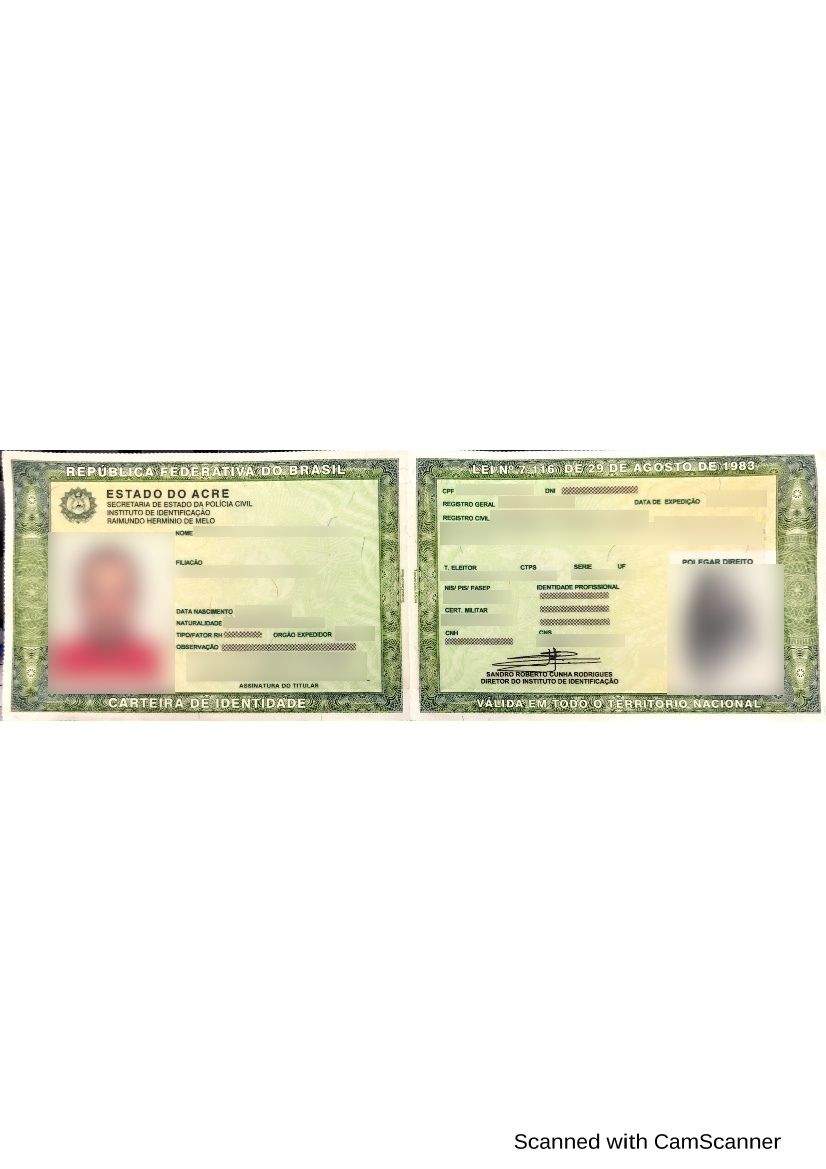 REPÚBLICA FEDERATIVA DO BRASIL
ESTADO DO ACRE
SECRETARIA DE ESTADO DA POLÍCIA CIVIL
INSTITUTO DE IDENTIFICAÇÃO
RAIMUNDO HERMÍNIO DE MELO
NOME
FILIAÇÃO
DATA NASCIMENTO
NATURALIDADE
TIPO/FATOR RH ORGÃO EXPEDIDOR
OBSERVAÇÃO
ASSINATURA DO TITULAR
CARTEIRA DE IDENTIDADE
LEI Nº 7.116, DE 29 DE AGOSTO DE 1983
CPF DNI
REGISTRO GERAL DATA DE EXPEDIÇÃO
REGISTRO CIVIL
T. ELEITOR CTPS SÉRIE UF
POLEGAR DIREITO
NIS/ PIS/ PASEP IDENTIDADE PROFISSIONAL
CERT. MILITAR
CNH CNS
SANDRO ROBERTO CUNHA RODRIGUES
DIRETOR DO INSTITUTO DE IDENTIFICAÇÃO
VÁLIDA EM TODO O TERRITÓRIO NACIONAL
Scanned with CamScanner